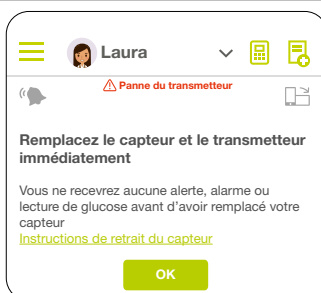 Laura
Panne du transmetteur
Remplacez le capteur et le transmetteur
immédiatement
Vous ne recevrez aucune alerte, alarme ou
lecture de glucose avant d’avoir remplacé votre
capteur
Instructions de retrait du capteur
OK